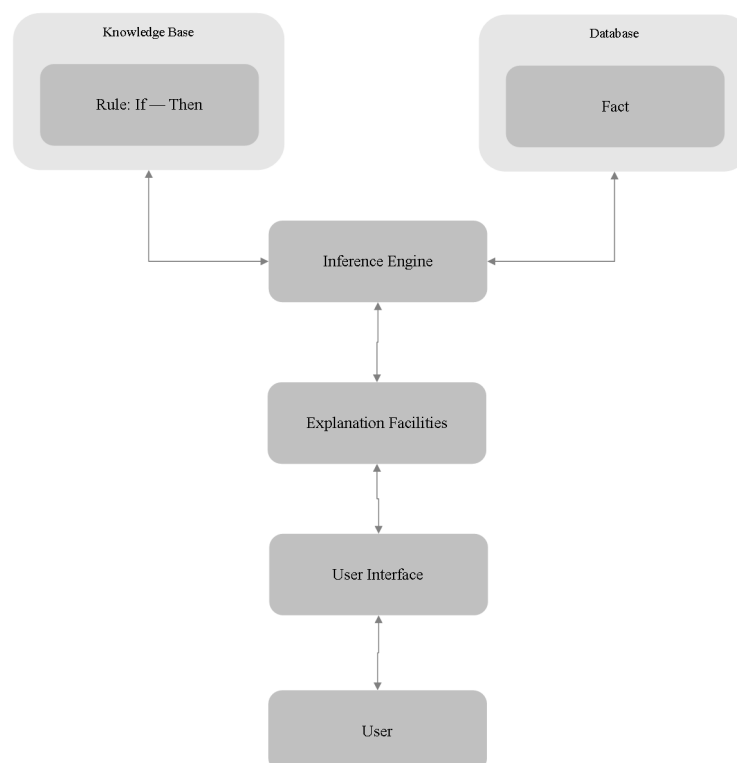 Knowledge Base
Rule: If — Then
Database
Fact
Inference Engine
Explanation Facilities
User Interface
User